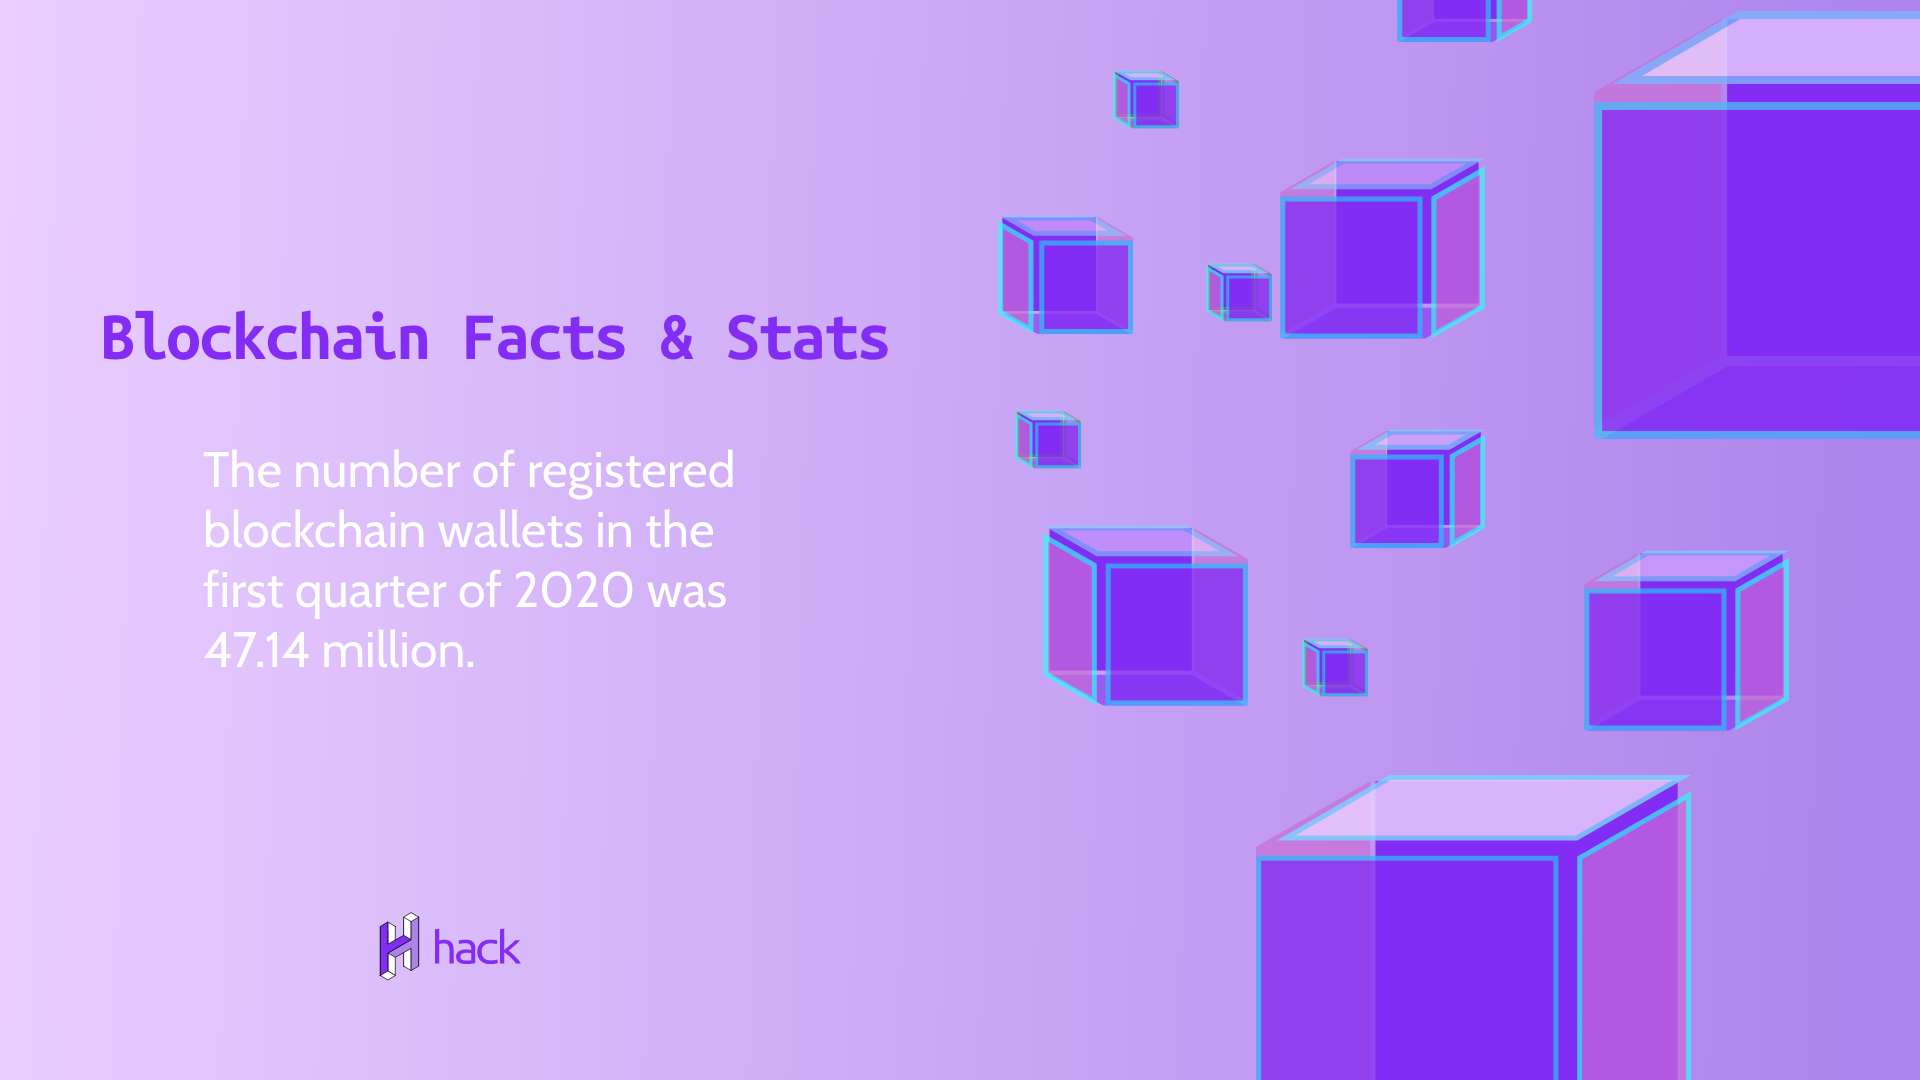 Blockchain Facts & Stats
The number of registered
blockchain wallets in the
first quarter of 2020 was
47.14 million.
hack